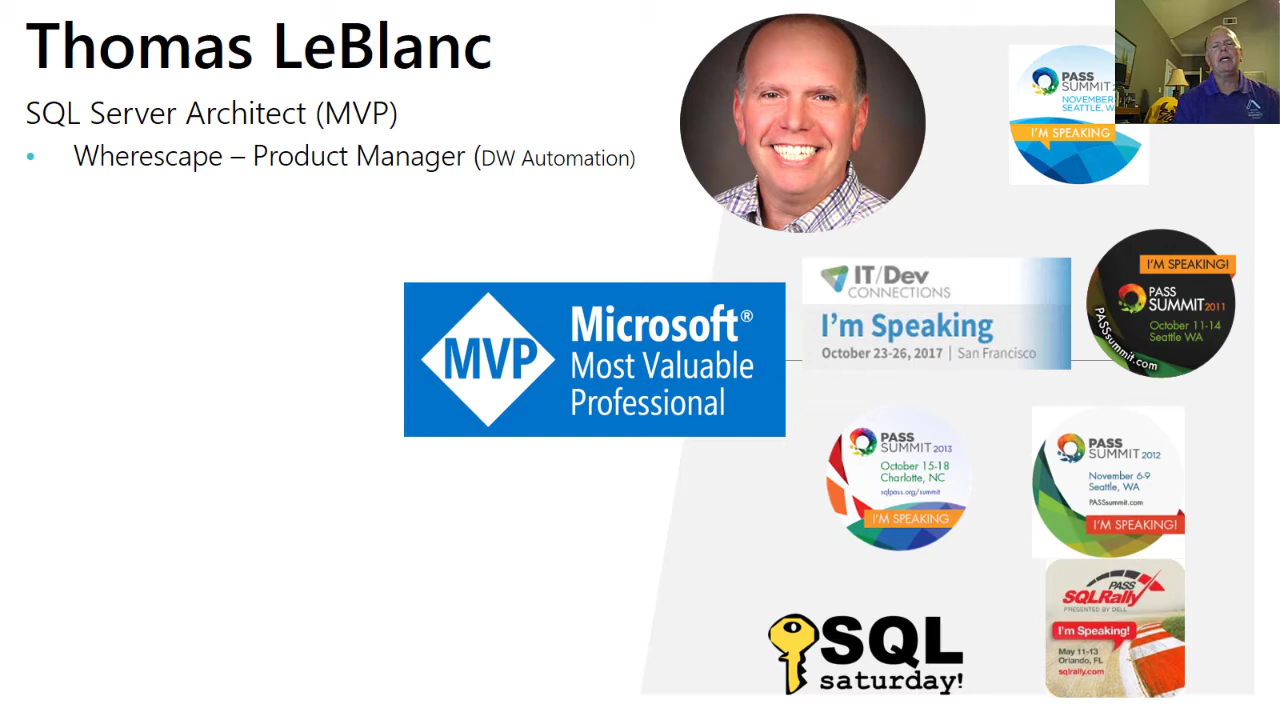 Thomas LeBlanc
SQL Server Architect (MVP)
• Wherescape – Product Manager (DW Automation)
PASS
SUMMIT
NOVEMBER
SEATTLE, W
I'M SPEAKING
IT/Dev
CONNECTIONS
I'm Speaking
October 23-26, 2017 | San Francisco
I'M SPEAKING!
PASS
SUMMIT 2011
October 11-14
Seattle WA
PASSsummit.com
MVP
Microsoft®
Most Valuable
Professional
PASS
SUMMIT 2013
October 15-18
Charlotte, NC
sqlpass.org/summit
I'M SPEAKING
PASS
SUMMIT 2012
November 6-9
Seattle, WA
PASSsummit.com
I'M SPEAKING!
PASS
SQLRally
PRESENTED BY DELL
I'm Speaking!
May 11-13
Orlando, FL
sqlrally.com
SQL
saturday!